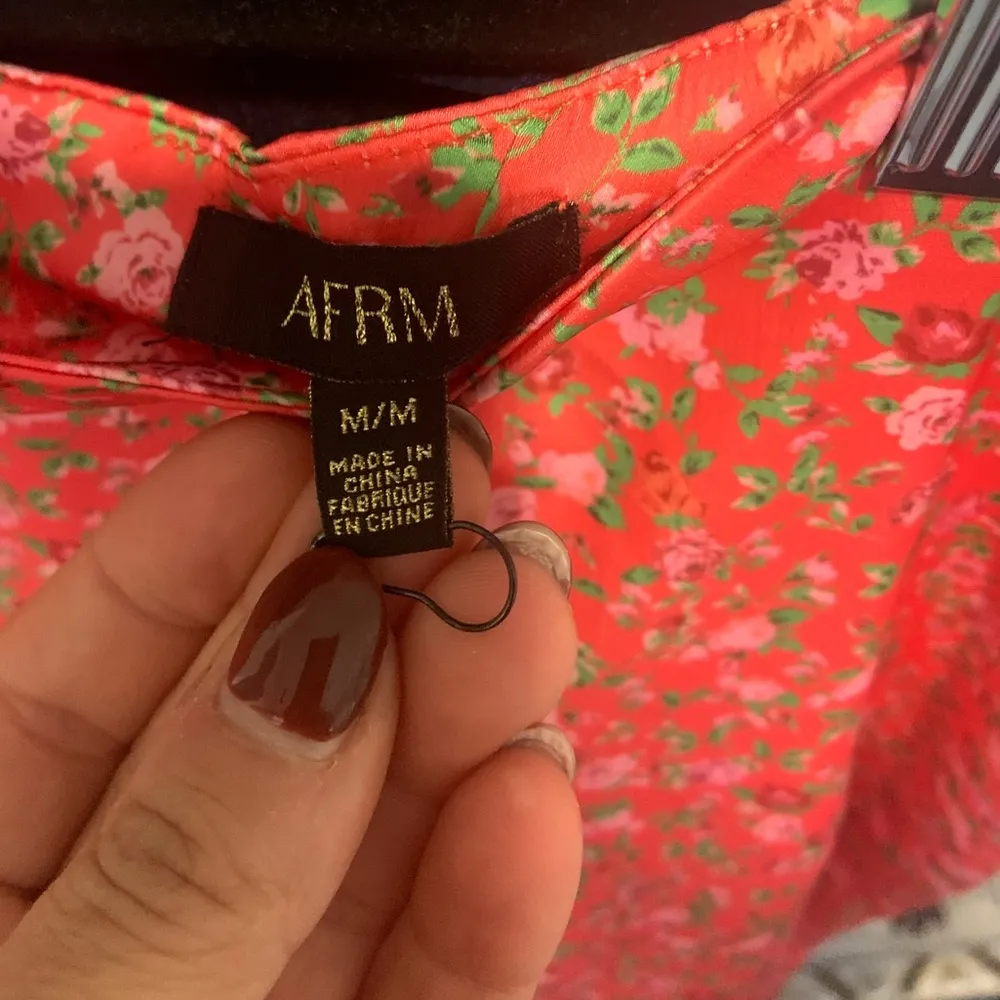 AFRM
M/M
MADE IN
CHINA
FABRIQUE
EN CHINE